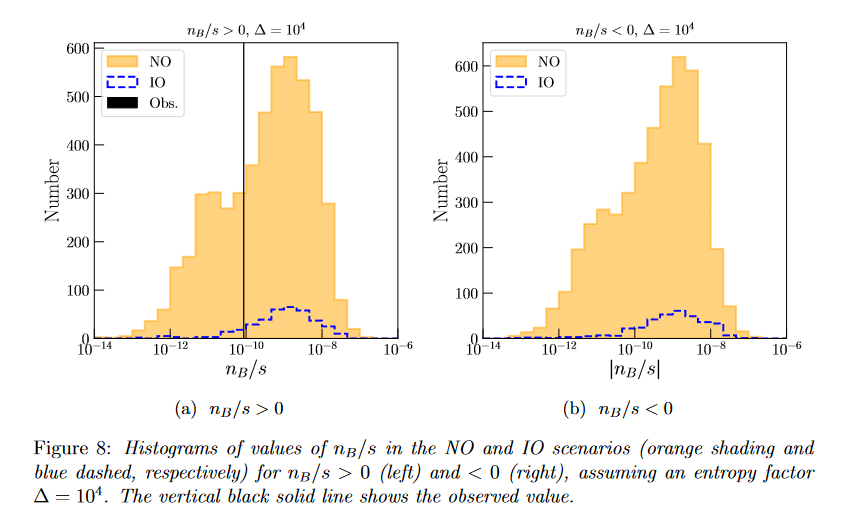 n_B/s > 0, Δ = 10^4
NO
IO
Obs.
Number
600
500
400
300
200
100
0
10^−14
10^−12
10^−10
10^−8
10^−6
n_B/s
(a) n_B/s > 0
n_B/s < 0, Δ = 10^4
NO
IO
Number
600
500
400
300
200
100
0
10^−14
10^−12
10^−10
10^−8
10^−6
|n_B/s|
(b) n_B/s < 0
Figure 8: Histograms of values of n_B/s in the NO and IO scenarios (orange shading and
blue dashed, respectively) for n_B/s > 0 (left) and < 0 (right), assuming an entropy factor
Δ = 10^4. The vertical black solid line shows the observed value.